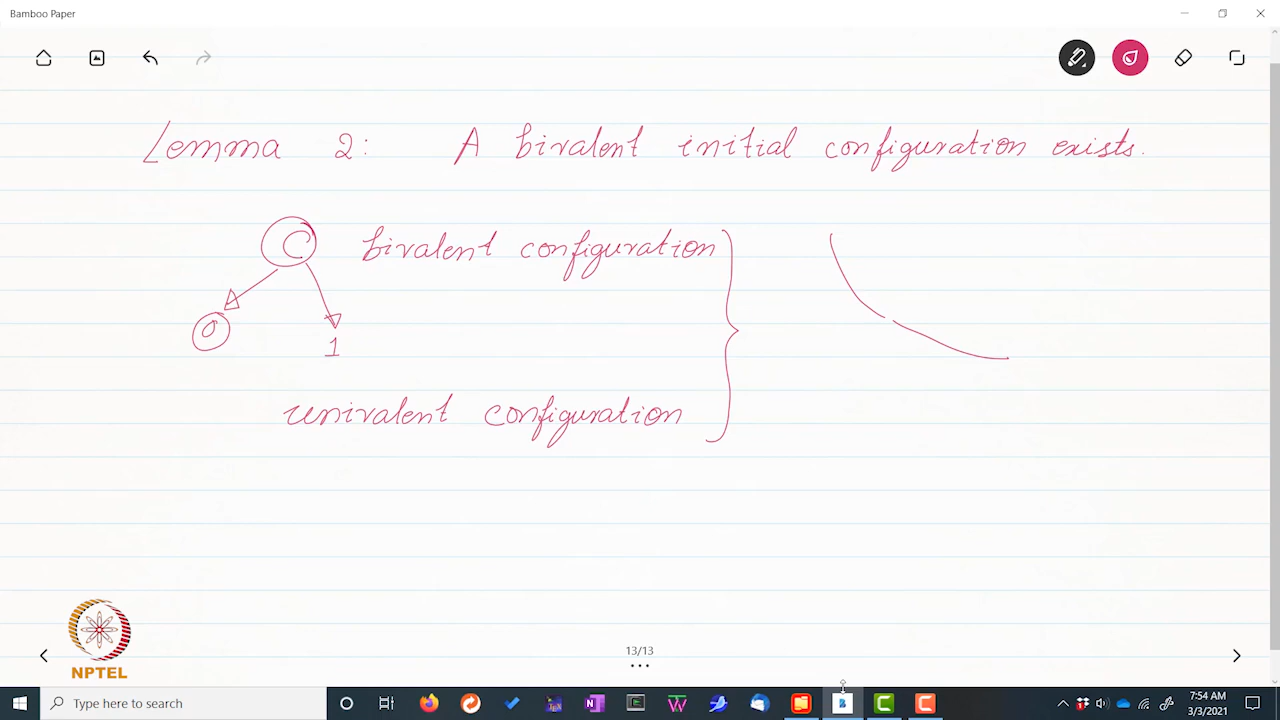 Bamboo Paper
Lemma 2: A bivalent initial configuration exists.
C bivalent configuration
0
1
univalent configuration
13/13
NPTEL
Type here to search
7:54 AM
3/3/2021